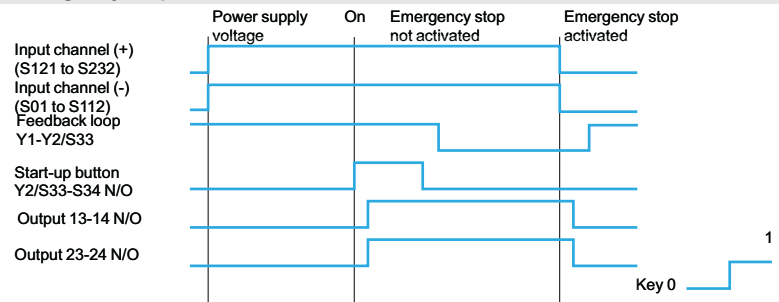 Power supply voltage
On
Emergency stop not activated
Emergency stop activated
Input channel (+)
(S121 to S232)
Input channel (-)
(S01 to S112)
Feedback loop
Y1-Y2/S33
Start-up button
Y2/S33-S34 N/O
Output 13-14 N/O
Output 23-24 N/O
Key 0
1